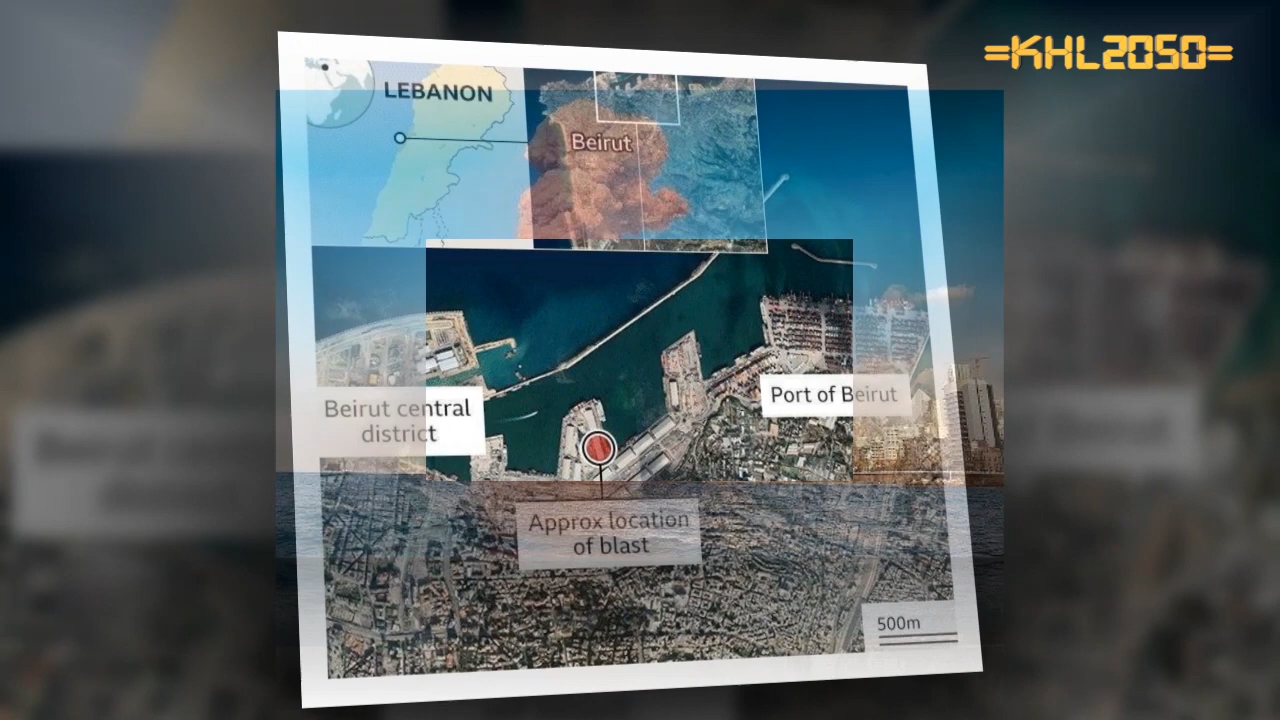 =KHL2050=
LEBANON
Beirut
Beirut central
district
Port of Beirut
Approx location
of blast
500m